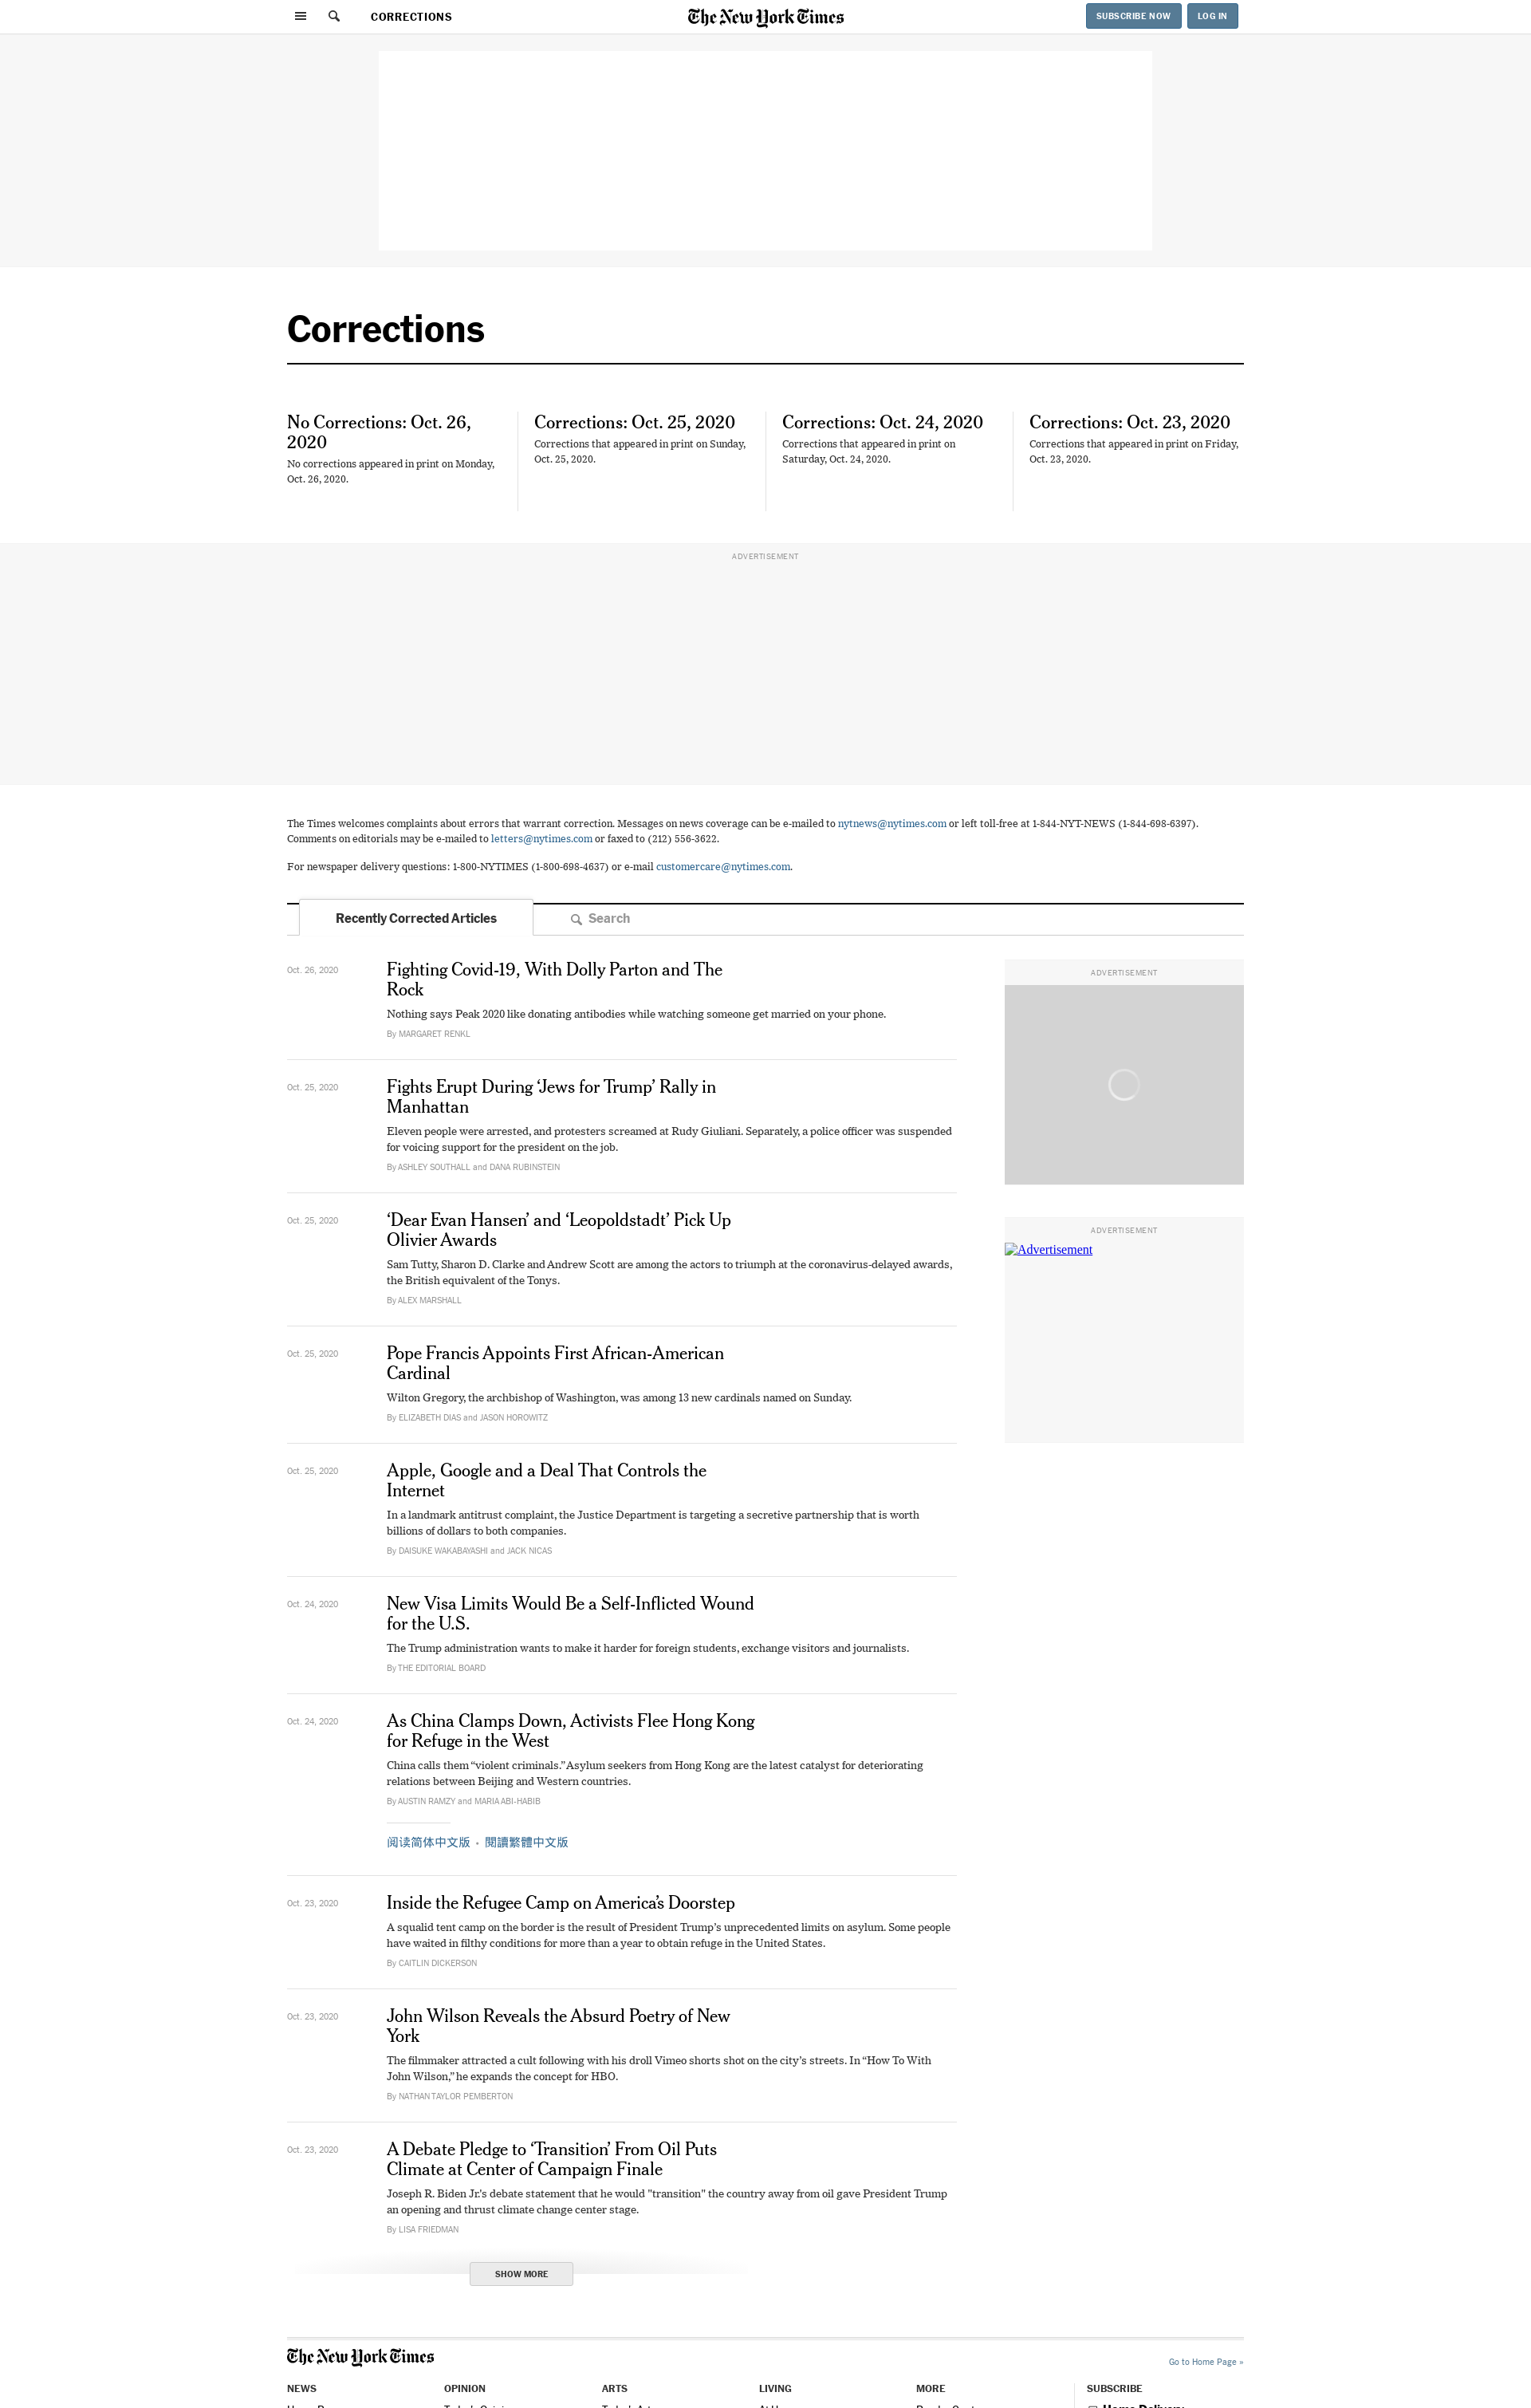 CORRECTIONS
The New York Times
SUBSCRIBE NOW
LOG IN
Corrections
No Corrections: Oct. 26,
2020
No corrections appeared in print on Monday,
Oct. 26, 2020.
Corrections: Oct. 25, 2020
Corrections that appeared in print on Sunday,
Oct. 25, 2020.
Corrections: Oct. 24, 2020
Corrections that appeared in print on
Saturday, Oct. 24, 2020.
Corrections: Oct. 23, 2020
Corrections that appeared in print on Friday,
Oct. 23, 2020.
ADVERTISEMENT
The Times welcomes complaints about errors that warrant correction. Messages on news coverage can be e-mailed to nytnews@nytimes.com or left toll-free at 1-844-NYT-NEWS (1-844-698-6397).
Comments on editorials may be e-mailed to letters@nytimes.com or faxed to (212) 556-3622.
For newspaper delivery questions: 1-800-NYTIMES (1-800-698-4637) or e-mail customercare@nytimes.com.
Recently Corrected Articles
Search
Oct. 26, 2020
Fighting Covid-19, With Dolly Parton and The
Rock
Nothing says Peak 2020 like donating antibodies while watching someone get married on your phone.
By MARGARET RENKL
ADVERTISEMENT
Oct. 25, 2020
Fights Erupt During ‘Jews for Trump’ Rally in
Manhattan
Eleven people were arrested, and protesters screamed at Rudy Giuliani. Separately, a police officer was suspended
for voicing support for the president on the job.
By ASHLEY SOUTHALL and DANA RUBINSTEIN
Oct. 25, 2020
‘Dear Evan Hansen’ and ‘Leopoldstadt’ Pick Up
Olivier Awards
Sam Tutty, Sharon D. Clarke and Andrew Scott are among the actors to triumph at the coronavirus-delayed awards,
the British equivalent of the Tonys.
By ALEX MARSHALL
ADVERTISEMENT
Advertisement
Oct. 25, 2020
Pope Francis Appoints First African-American
Cardinal
Wilton Gregory, the archbishop of Washington, was among 13 new cardinals named on Sunday.
By ELIZABETH DIAS and JASON HOROWITZ
Oct. 25, 2020
Apple, Google and a Deal That Controls the
Internet
In a landmark antitrust complaint, the Justice Department is targeting a secretive partnership that is worth
billions of dollars to both companies.
By DAISUKE WAKABAYASHI and JACK NICAS
Oct. 24, 2020
New Visa Limits Would Be a Self-Inflicted Wound
for the U.S.
The Trump administration wants to make it harder for foreign students, exchange visitors and journalists.
By THE EDITORIAL BOARD
Oct. 24, 2020
As China Clamps Down, Activists Flee Hong Kong
for Refuge in the West
China calls them “violent criminals.” Asylum seekers from Hong Kong are the latest catalyst for deteriorating
relations between Beijing and Western countries.
By AUSTIN RAMZY and MARIA ABI-HABIB
阅读简体中文版 • 閱讀繁體中文版
Oct. 23, 2020
Inside the Refugee Camp on America’s Doorstep
A squalid tent camp on the border is the result of President Trump’s unprecedented limits on asylum. Some people
have waited in filthy conditions for more than a year to obtain refuge in the United States.
By CAITLIN DICKERSON
Oct. 23, 2020
John Wilson Reveals the Absurd Poetry of New
York
The filmmaker attracted a cult following with his droll Vimeo shorts shot on the city’s streets. In “How To With
John Wilson,” he expands the concept for HBO.
By NATHAN TAYLOR PEMBERTON
Oct. 23, 2020
A Debate Pledge to ‘Transition’ From Oil Puts
Climate at Center of Campaign Finale
Joseph R. Biden Jr.'s debate statement that he would "transition" the country away from oil gave President Trump
an opening and thrust climate change center stage.
By LISA FRIEDMAN
SHOW MORE
The New York Times
Go to Home Page »
NEWS
OPINION
ARTS
LIVING
MORE
SUBSCRIBE